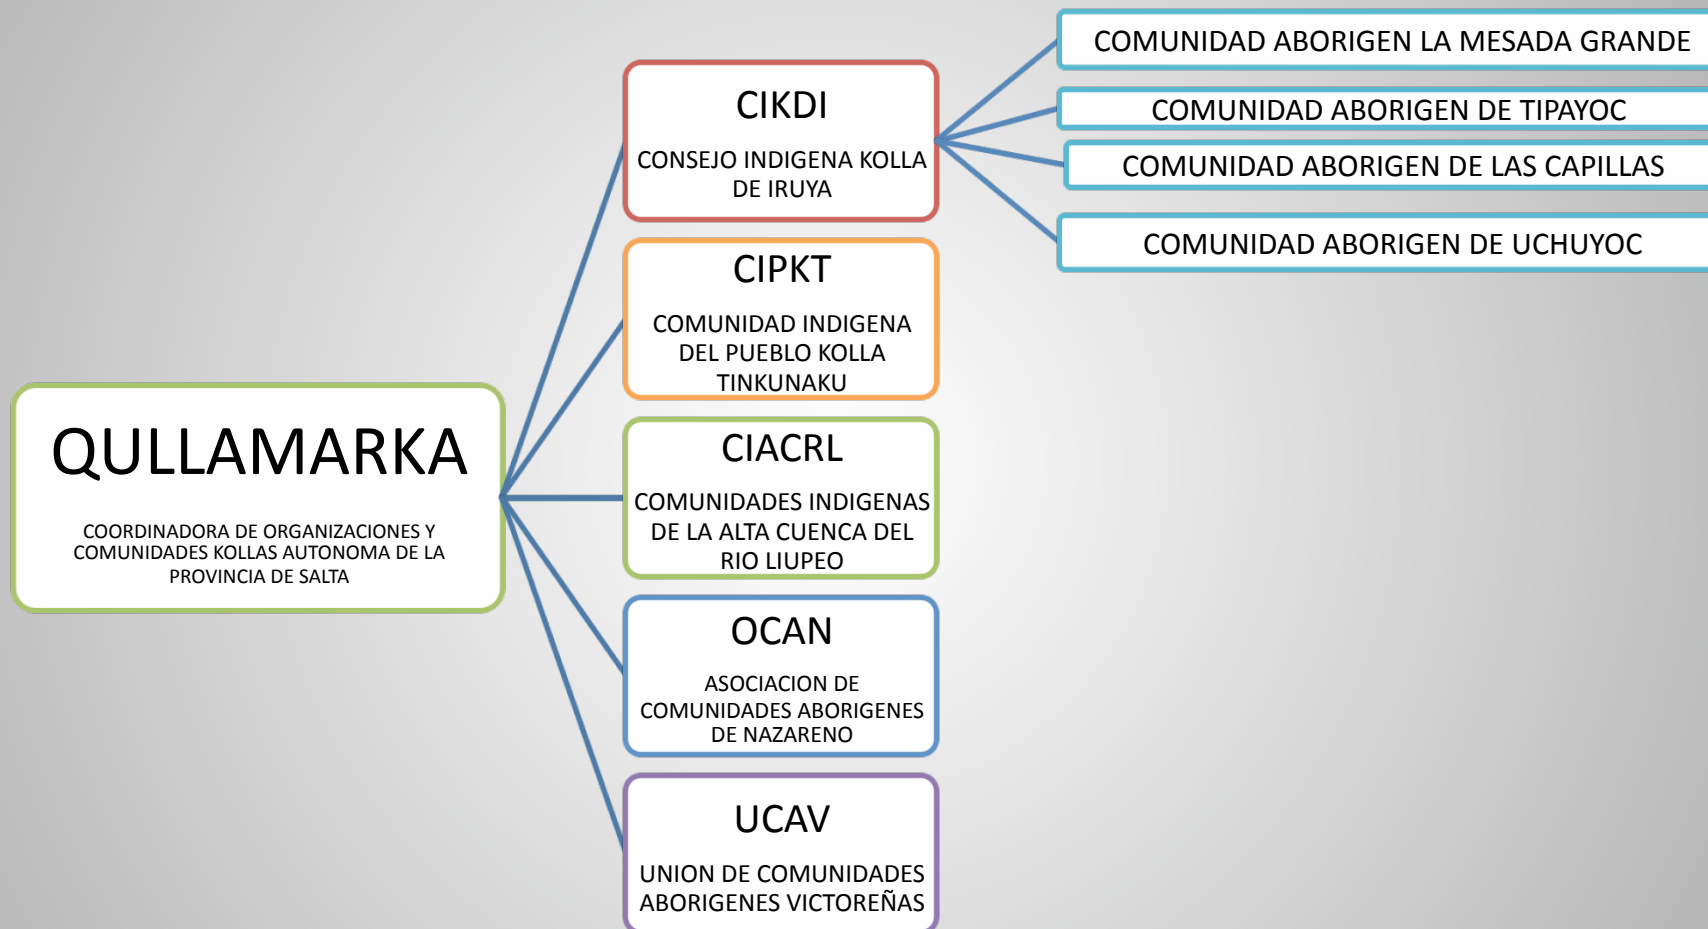 QULLAMARKA
COORDINADORA DE ORGANIZACIONES Y
COMUNIDADES KOLLAS AUTONOMA DE LA
PROVINCIA DE SALTA
CIKDI
CONSEJO INDIGENA KOLLA
DE IRUYA
CIPKT
COMUNIDAD INDIGENA
DEL PUEBLO KOLLA
TINKUNAKU
CIACRL
COMUNIDADES INDIGENAS
DE LA ALTA CUENCA DEL
RIO LIUPEO
OCAN
ASOCIACION DE
COMUNIDADES ABORIGENES
DE NAZARENO
UCAV
UNION DE COMUNIDADES
ABORIGENES VICTOREÑAS
COMUNIDAD ABORIGEN LA MESADA GRANDE
COMUNIDAD ABORIGEN DE TIPAYOC
COMUNIDAD ABORIGEN DE LAS CAPILLAS
COMUNIDAD ABORIGEN DE UCHUYOC